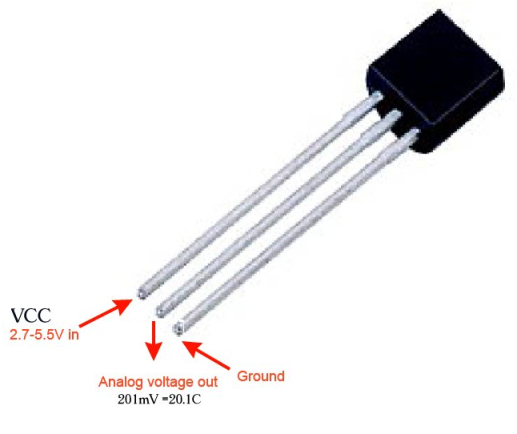 VCC
2.7-5.5V in
Analog voltage out
201mV =20.1C
Ground